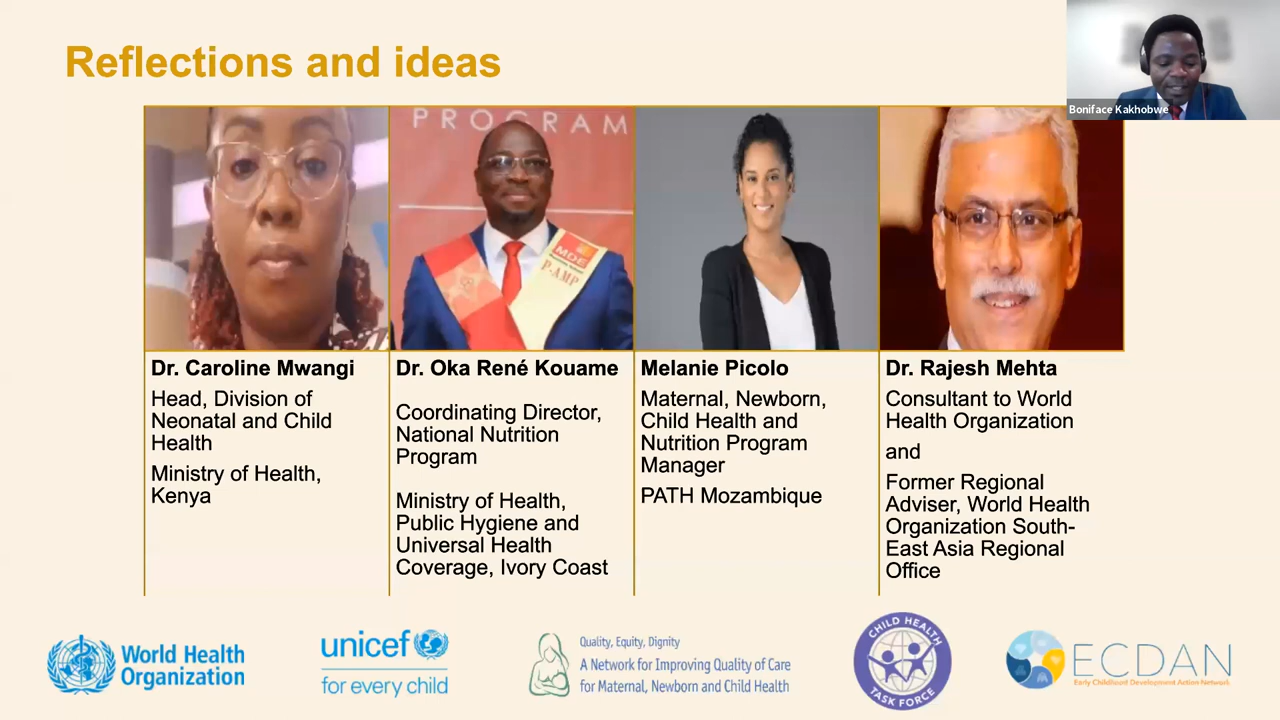 Reflections and ideas
Boniface Kakhobwe
PROGRAM
MDE
P-AMP
Dr. Caroline Mwangi
Head, Division of
Neonatal and Child
Health
Ministry of Health,
Kenya
Dr. Oka René Kouame
Coordinating Director,
National Nutrition
Program
Ministry of Health,
Public Hygiene and
Universal Health
Coverage, Ivory Coast
Melanie Picolo
Maternal, Newborn,
Child Health and
Nutrition Program
Manager
PATH Mozambique
Dr. Rajesh Mehta
Consultant to World
Health Organization
and
Former Regional
Adviser, World Health
Organization South-
East Asia Regional
Office
World Health
Organization
unicef
for every child
Quality, Equity, Dignity
A Network for Improving Quality of Care
for Maternal, Newborn and Child Health
CHILD HEALTH
TASK FORCE
ECDAN
Early Childhood Development Action Network